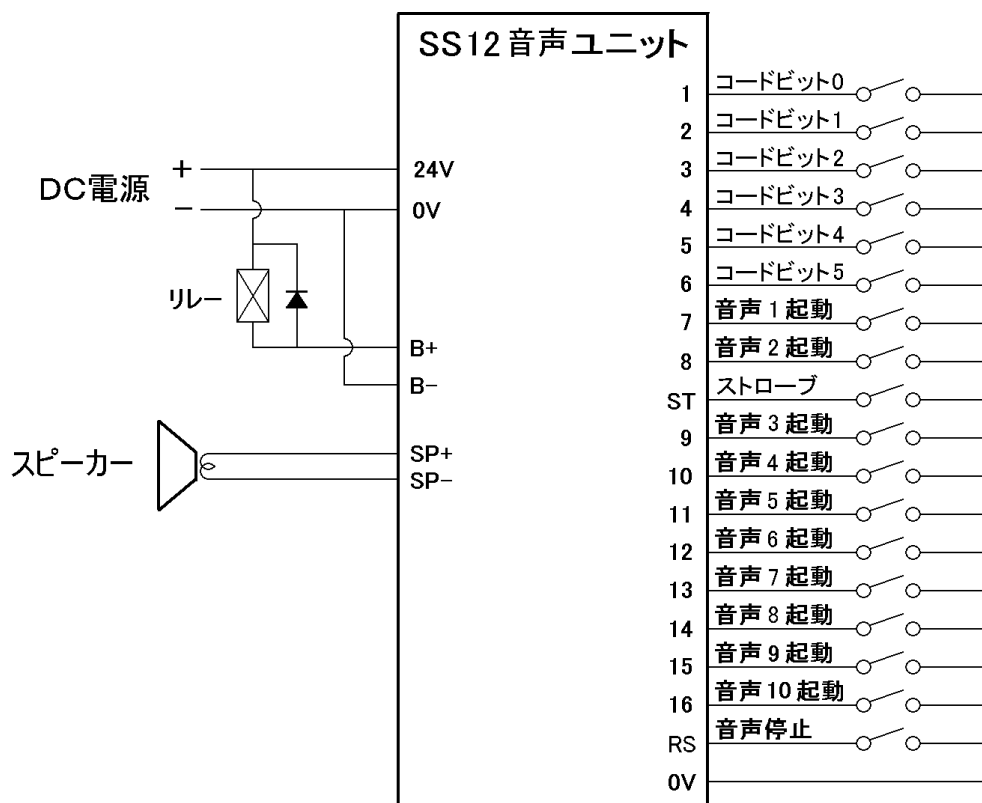 SS12音声ユニット
DC電源
+
−
24V
0V
リレー
B+
B−
スピーカー
SP+
SP−
1 コードビット0
2 コードビット1
3 コードビット2
4 コードビット3
5 コードビット4
6 コードビット5
7 音声1起動
8 音声2起動
ST ストローブ
9 音声3起動
10 音声4起動
11 音声5起動
12 音声6起動
13 音声7起動
14 音声8起動
15 音声9起動
16 音声10起動
RS 音声停止
0V